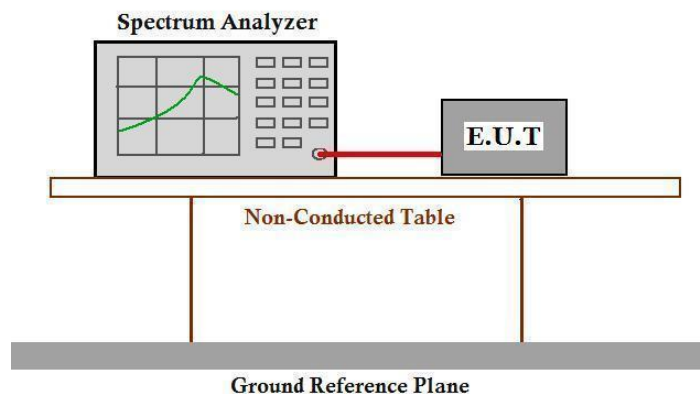 Spectrum Analyzer
E.U.T
Non-Conducted Table
Ground Reference Plane